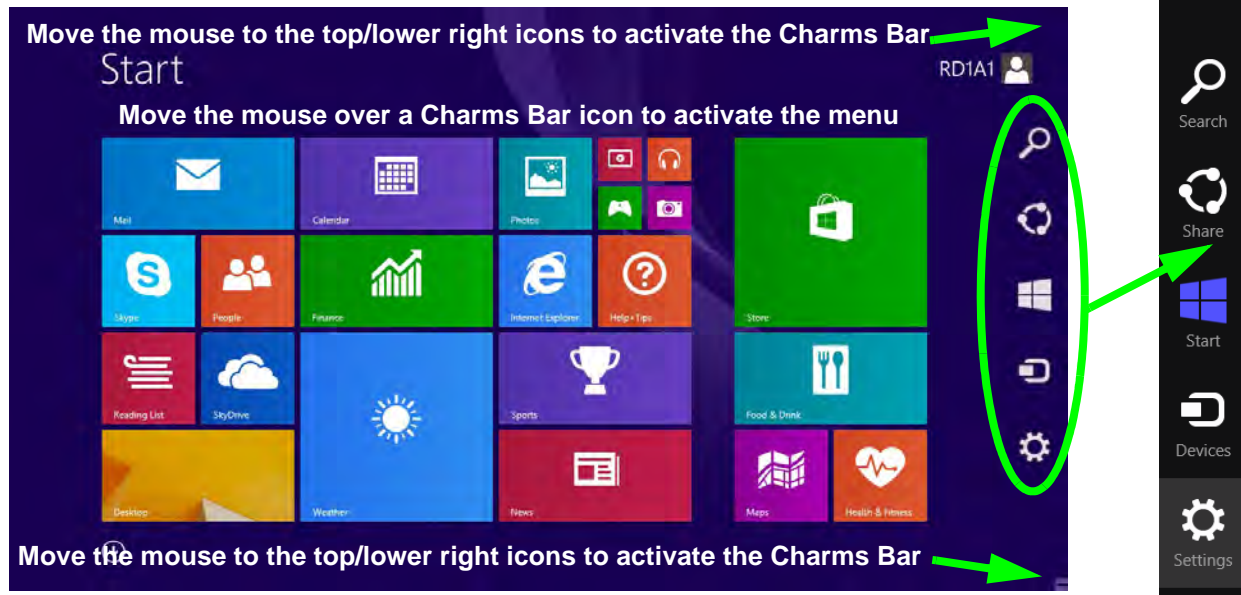 Move the mouse to the top/lower right icons to activate the Charms Bar
Start
RD1A1
Move the mouse over a Charms Bar icon to activate the menu
Mail
Calendar
Photos
Skype
People
Finance
Internet Explorer
Help+Tips
Store
Reading List
SkyDrive
Sports
Food & Drink
Desktop
Weather
News
Maps
Health & Fitness
Move the mouse to the top/lower right icons to activate the Charms Bar
Search
Share
Start
Devices
Settings